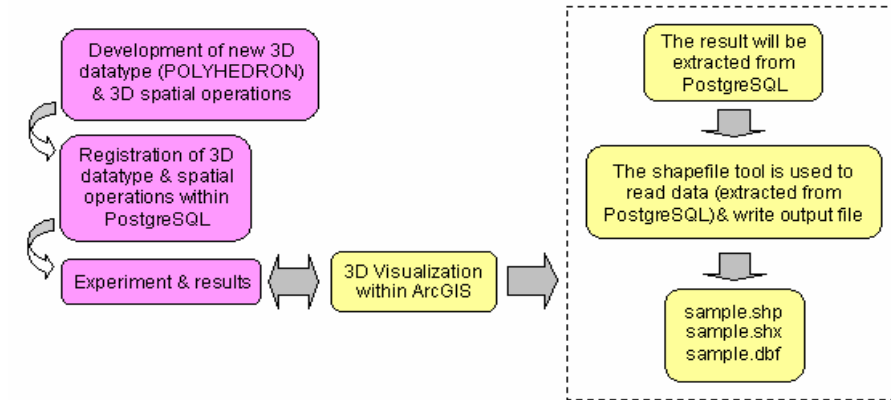 Development of new 3D
datatype (POLYHEDRON)
& 3D spatial operations
Registration of 3D
datatype & spatial
operations within
PostgreSQL
Experiment & results
3D Visualization
within ArcGIS
The result will be
extracted from
PostgreSQL
The shapefile tool is used to
read data (extracted from
PostgreSQL)& write output file
sample.shp
sample.shx
sample.dbf